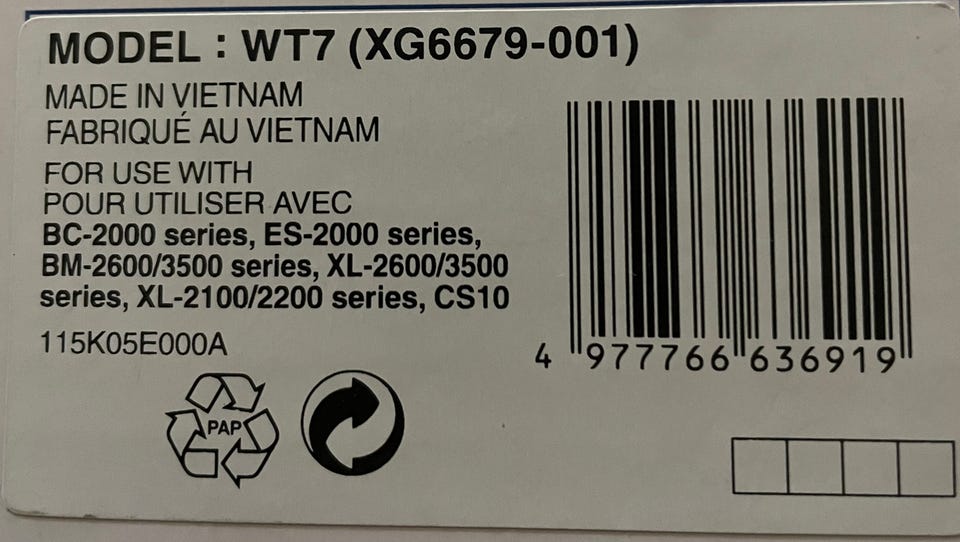 MODEL : WT7 (XG6679-001)
MADE IN VIETNAM
FABRIQUÉ AU VIETNAM
FOR USE WITH
POUR UTILISER AVEC
BC-2000 series, ES-2000 series,
BM-2600/3500 series, XL-2600/3500
series, XL-2100/2200 series, CS10
115K05E000A
4 977766 636919
PAP